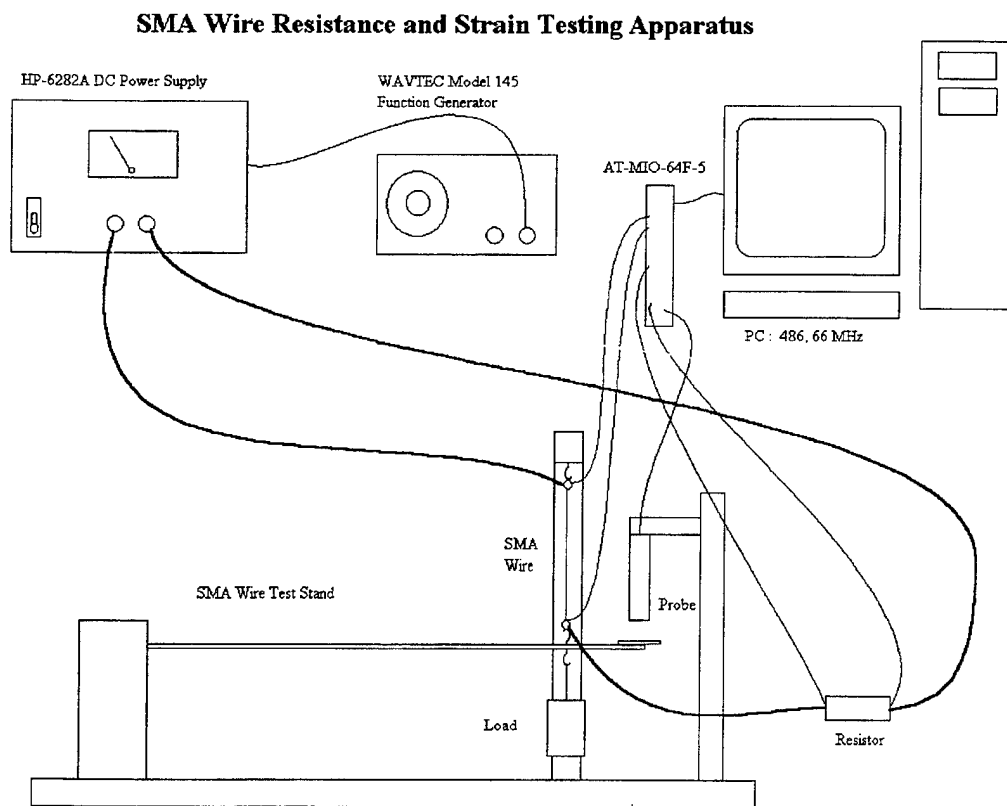 SMA Wire Resistance and Strain Testing Apparatus
HP-6282A DC Power Supply
WAVTEC Model 145
Function Generator
AT-MIO-64F-5
PC : 486, 66 MHz
SMA
Wire
SMA Wire Test Stand
Probe
Load
Resistor